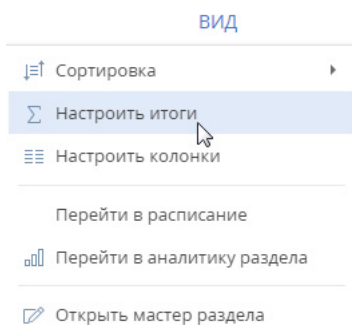 ВИД
Сортировка
Настроить итоги
Настроить колонки
Перейти в расписание
Перейти в аналитику раздела
Открыть мастер раздела